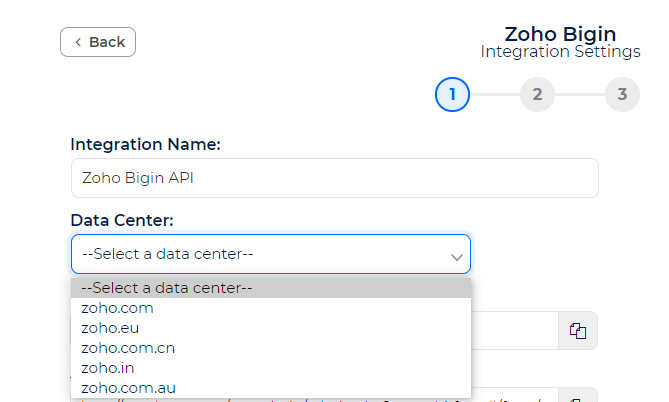 Back
Zoho Bigin
Integration Settings
1 2 3
Integration Name:
Zoho Bigin API
Data Center:
--Select a data center--
--Select a data center--
zoho.com
zoho.eu
zoho.com.cn
zoho.in
zoho.com.au